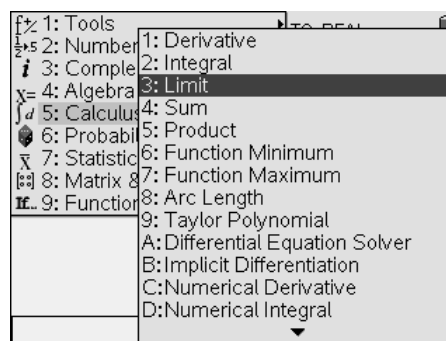 1: Tools
2: Number
3: Comple
4: Algebra
5: Calculus
6: Probabil
7: Statistic
8: Matrix &
9: Function
1: Derivative
2: Integral
3: Limit
4: Sum
5: Product
6: Function Minimum
7: Function Maximum
8: Arc Length
9: Taylor Polynomial
A: Differential Equation Solver
B: Implicit Differentiation
C: Numerical Derivative
D: Numerical Integral